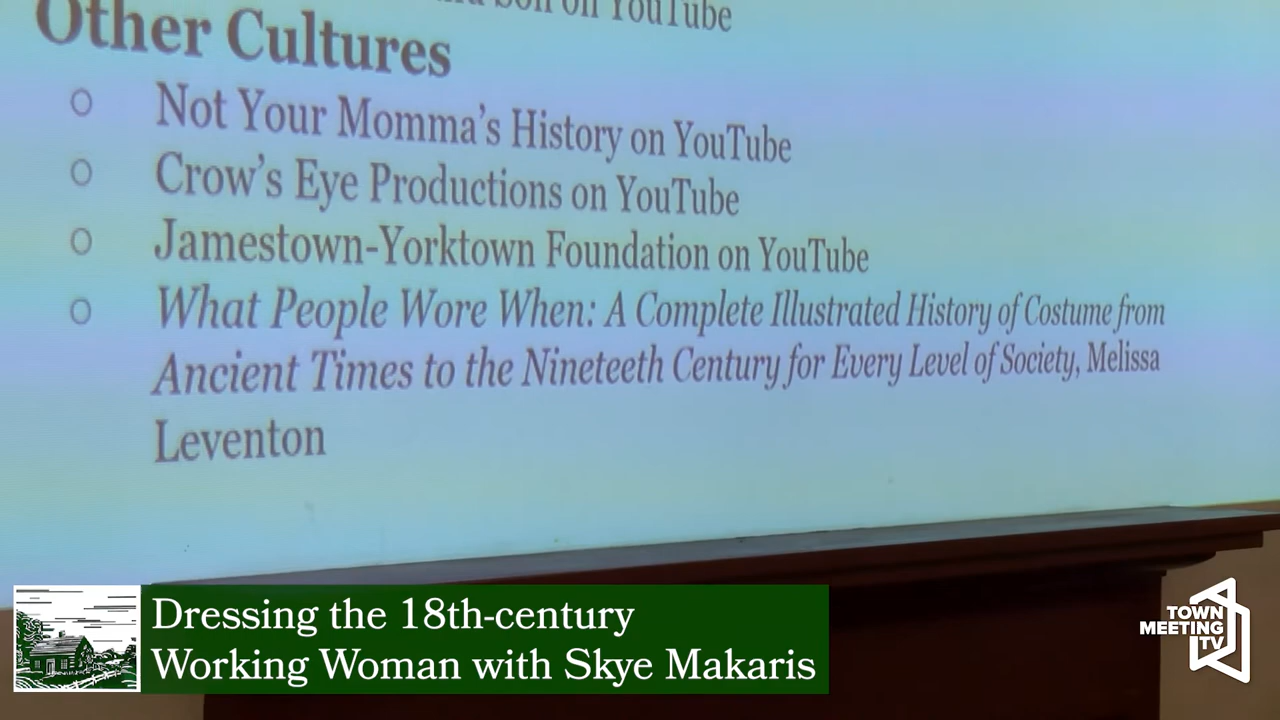 on YouTube
Other Cultures
Not Your Momma's History on YouTube
Crow's Eye Productions on YouTube
Jamestown-Yorktown Foundation on YouTube
What People Wore When: A Complete Illustrated History of Costume from
Ancient Times to the Nineteeth Century for Every Level of Society, Melissa
Leventon
Dressing the 18th-century
Working Woman with Skye Makaris
TOWN
MEETING
TV